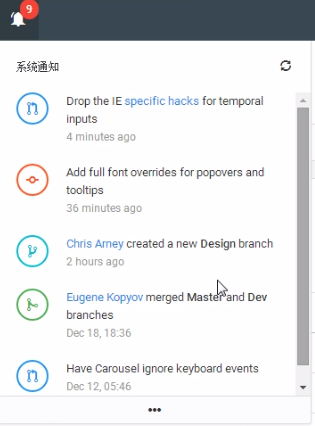 9
系统通知
Drop the IE specific hacks for temporal
inputs
4 minutes ago
Add full font overrides for popovers and
tooltips
36 minutes ago
Chris Arney created a new Design branch
2 hours ago
Eugene Kopyov merged Master and Dev
branches
Dec 18, 18:36
Have Carousel ignore keyboard events
Dec 12, 05:46